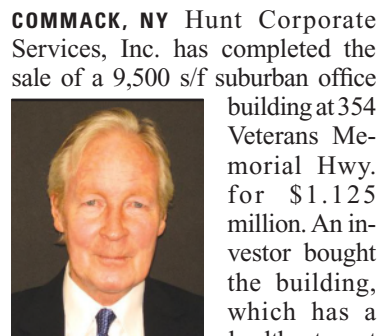 COMMACK, NY Hunt Corporate
Services, Inc. has completed the
sale of a 9,500 s/f suburban office
building at 354
Veterans Me-
morial Hwy.
for $1.125
million. An in-
vestor bought
the building,
which has a